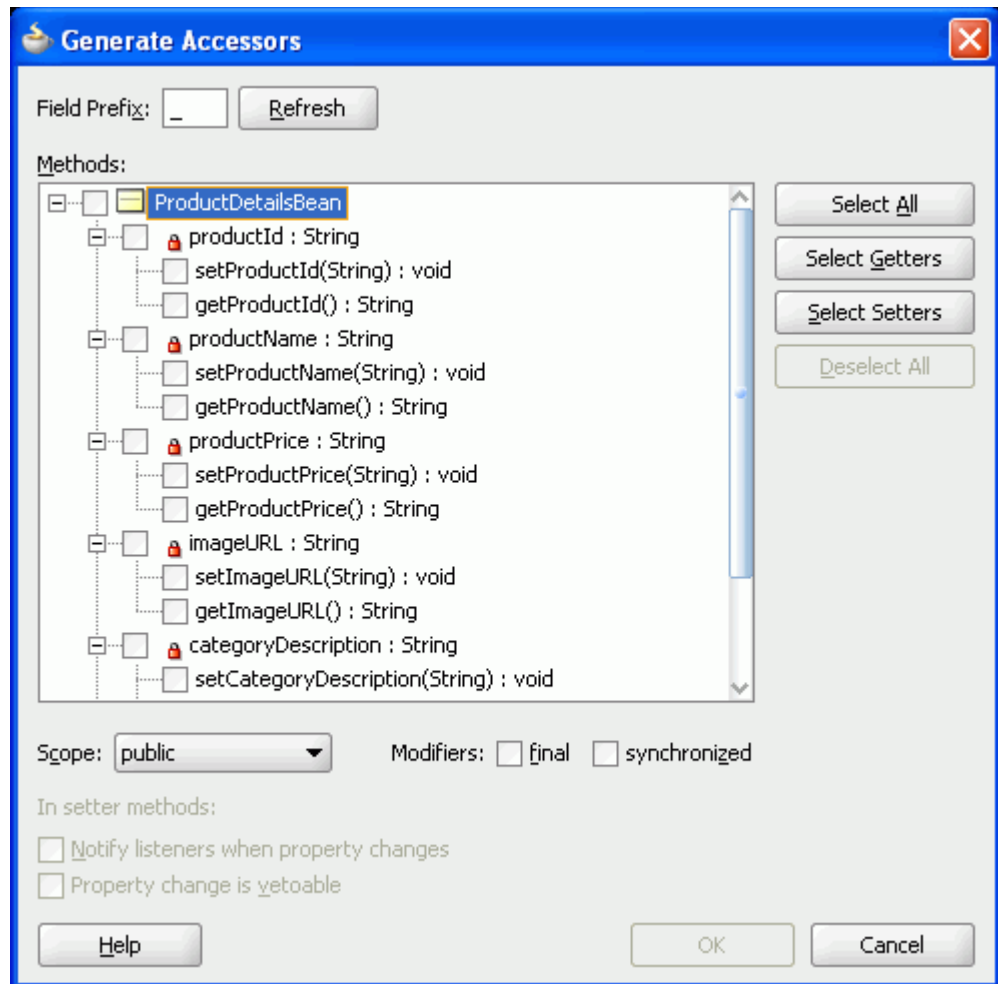 Generate Accessors
Field Prefix: _ Refresh
Methods:
ProductDetailsBean
productId : String
setProductId(String) : void
getProductId() : String
productName : String
setProductName(String) : void
getProductName() : String
productPrice : String
setProductPrice(String) : void
getProductPrice() : String
imageURL : String
setImageURL(String) : void
getImageURL() : String
categoryDescription : String
setCategoryDescription(String) : void
Select All
Select Getters
Select Setters
Deselect All
Scope: public Modifiers: final synchronized
In setter methods:
Notify listeners when property changes
Property change is vetoable
Help OK Cancel